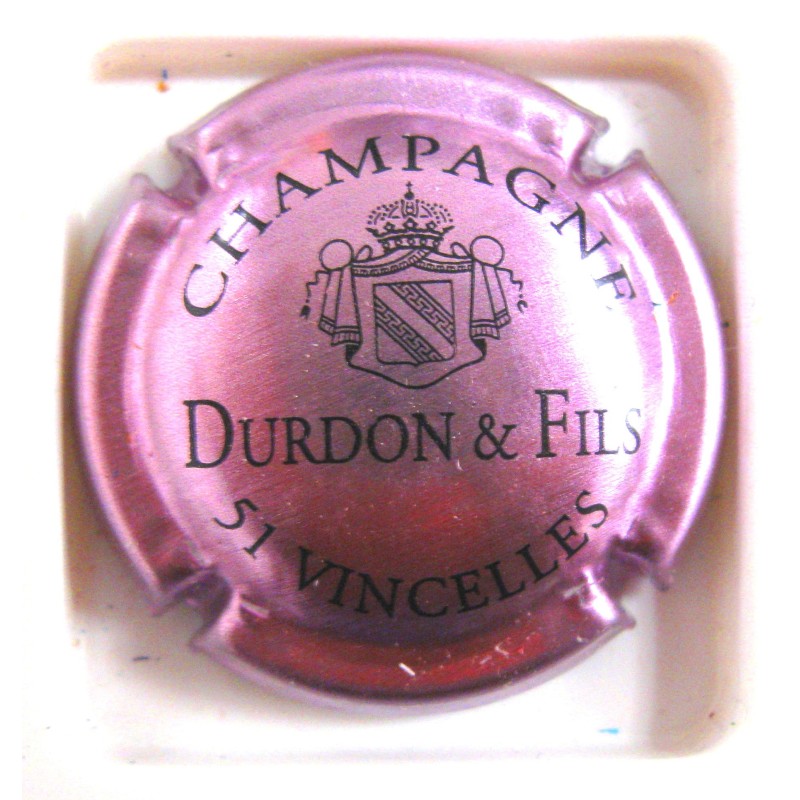 CHAMPAGNE
DURDON & FILS
51 VINCELLES